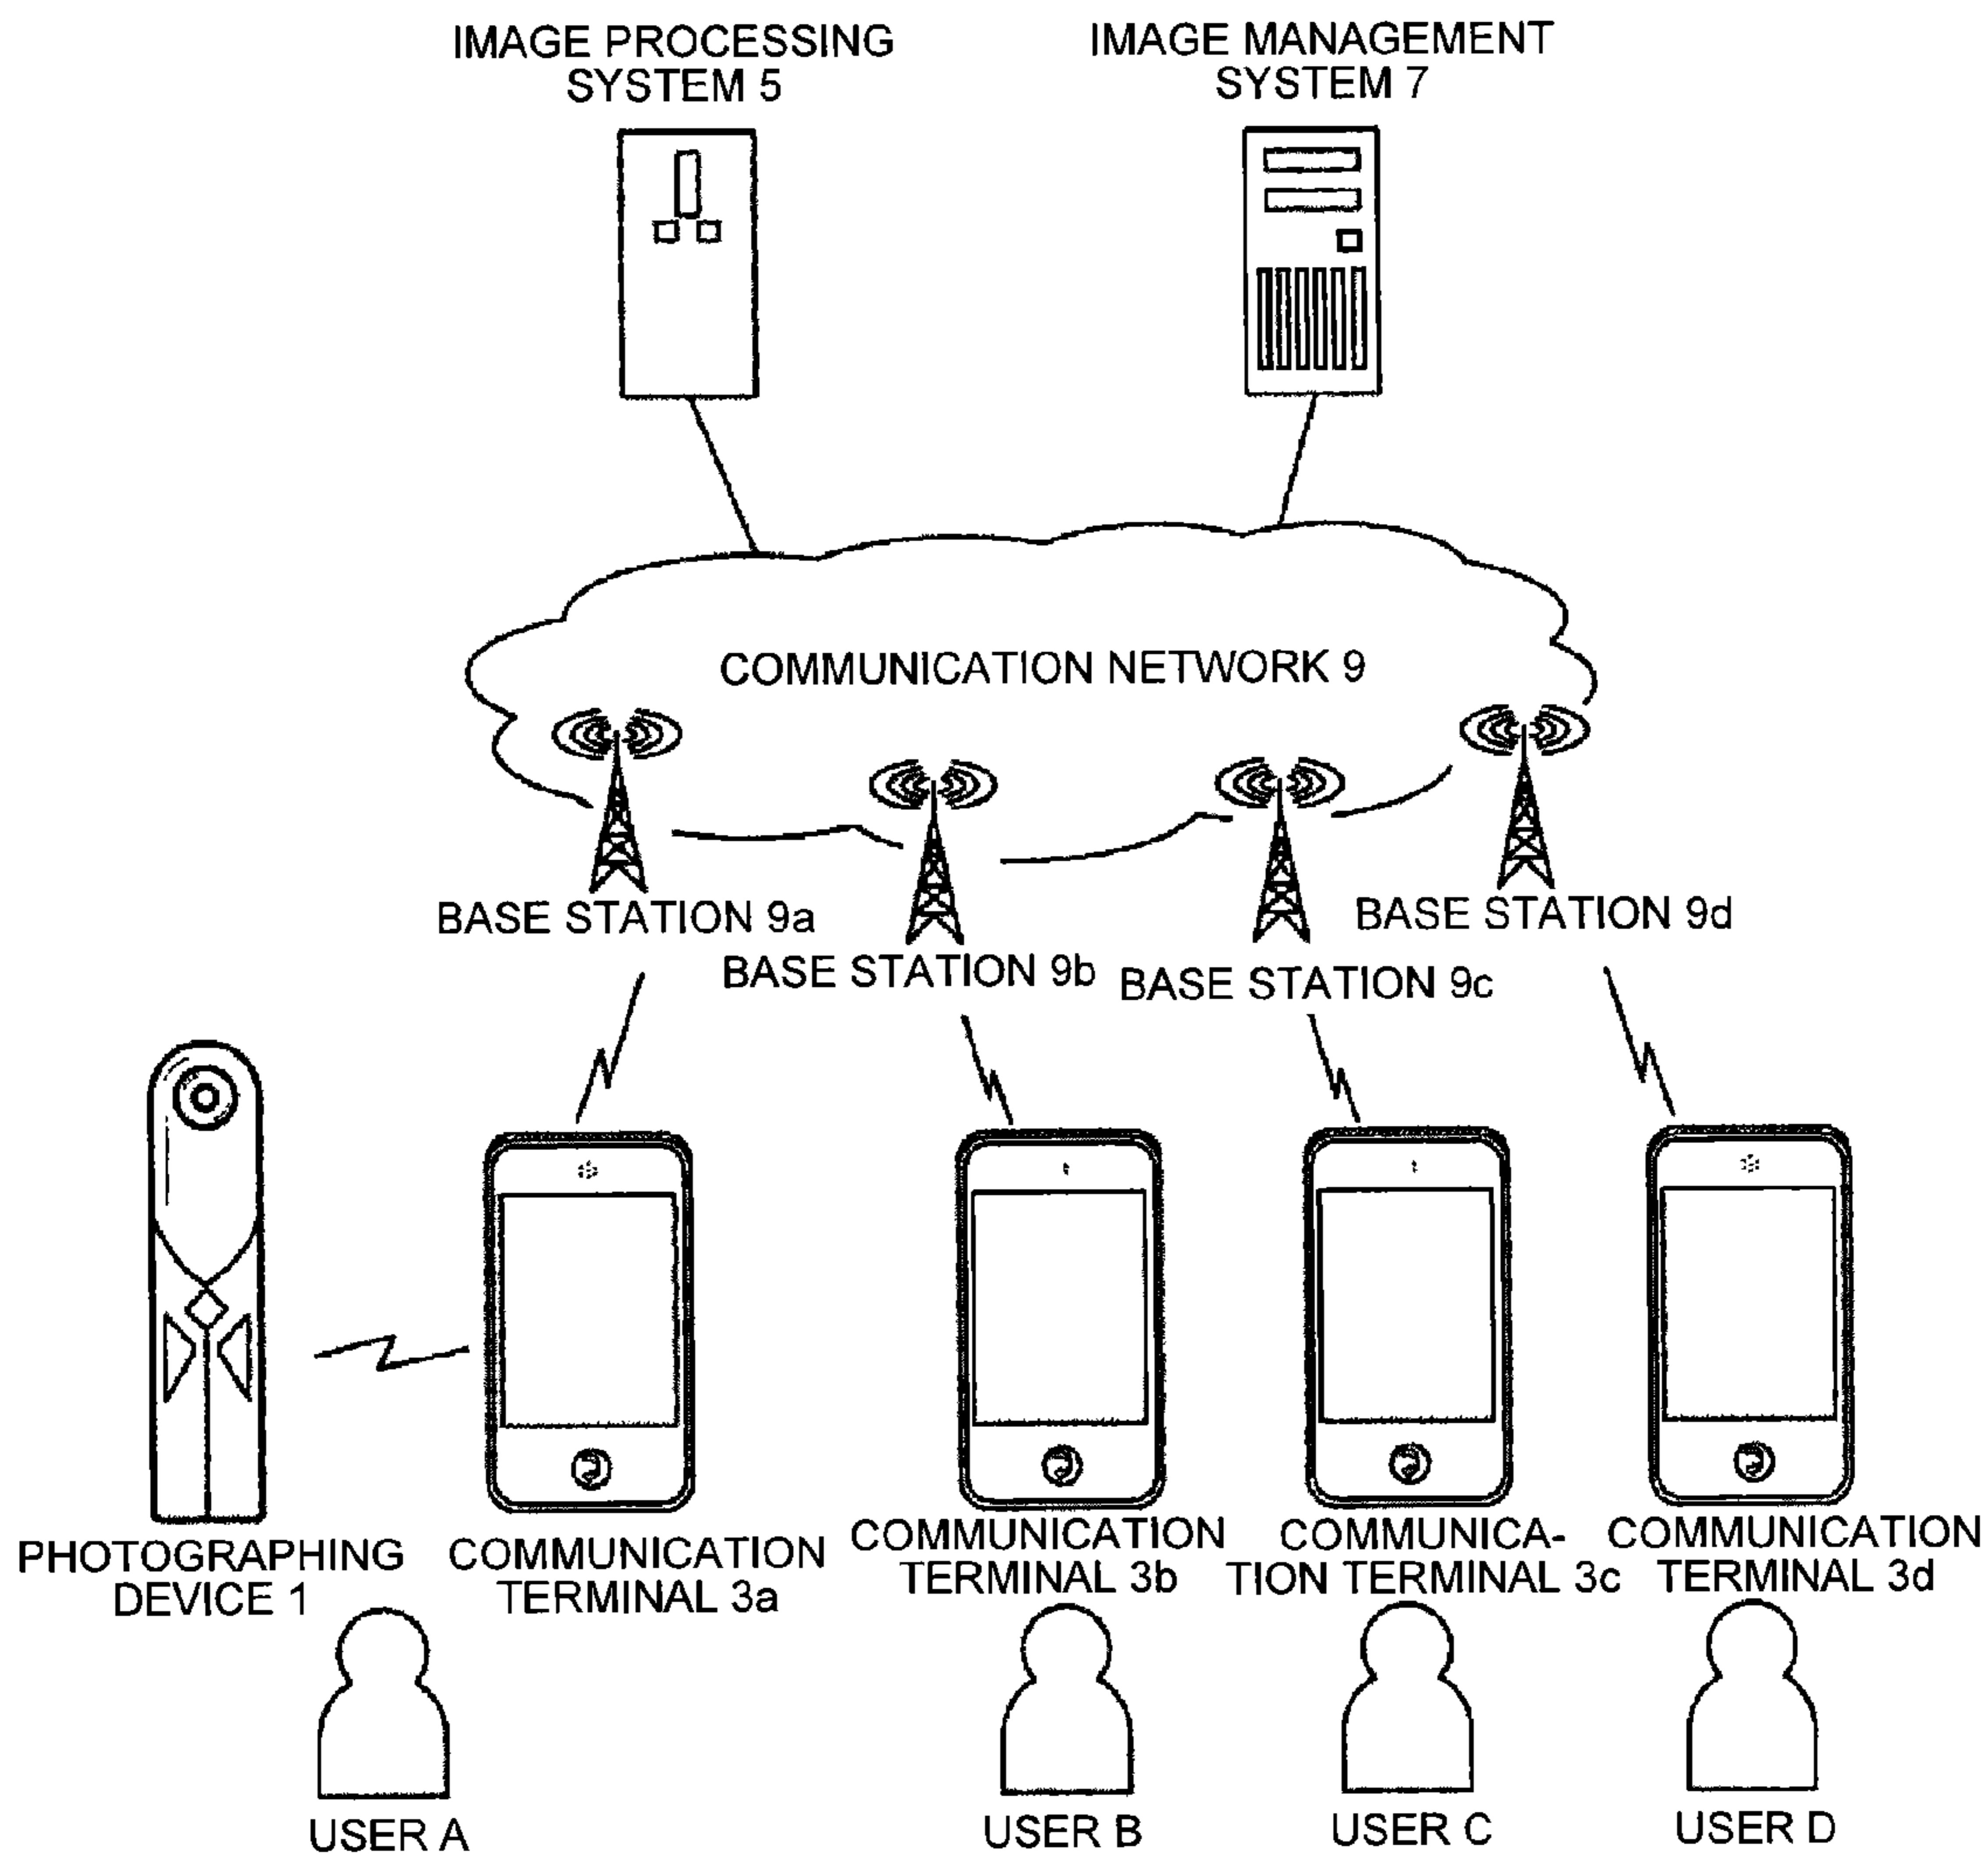 IMAGE PROCESSING
SYSTEM 5
IMAGE MANAGEMENT
SYSTEM 7
COMMUNICATION NETWORK 9
BASE STATION 9a
BASE STATION 9b
BASE STATION 9c
BASE STATION 9d
PHOTOGRAPHING
DEVICE 1
COMMUNICATION
TERMINAL 3a
COMMUNICATION
TERMINAL 3b
COMMUNICA-
TION TERMINAL 3c
COMMUNICATION
TERMINAL 3d
USER A
USER B
USER C
USER D